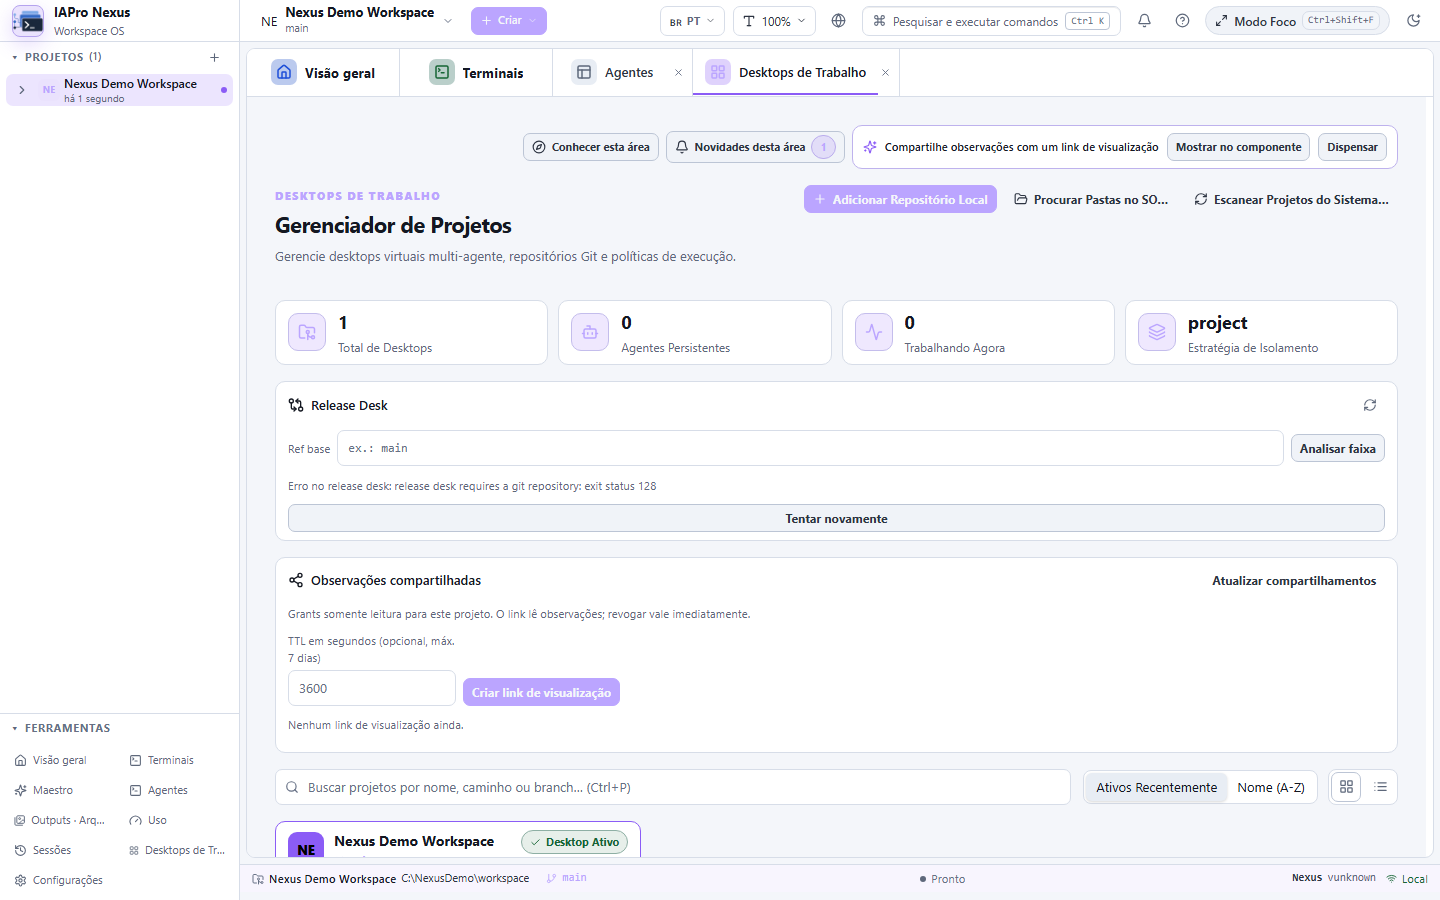 IAPro Nexus
Workspace OS
NE
Nexus Demo Workspace
main
+ Criar
BR PT
100%
Pesquisar e executar comandos
Ctrl K
Modo Foco
Ctrl+Shift+F
PROJETOS (1)
NE
Nexus Demo Workspace
há 1 segundo
Visão geral
Terminais
Agentes
Desktops de Trabalho
Conhecer esta área
Novidades desta área
1
Compartilhe observações com um link de visualização
Mostrar no componente
Dispensar
DESKTOPS DE TRABALHO
Gerenciador de Projetos
Gerencie desktops virtuais multi-agente, repositórios Git e políticas de execução.
+ Adicionar Repositório Local
Procurar Pastas no SO...
Escanear Projetos do Sistema...
1
Total de Desktops
0
Agentes Persistentes
0
Trabalhando Agora
project
Estratégia de Isolamento
Release Desk
Ref base
ex.: main
Analisar faixa
Erro no release desk: release desk requires a git repository: exit status 128
Tentar novamente
Observações compartilhadas
Atualizar compartilhamentos
Grants somente leitura para este projeto. O link lê observações; revogar vale imediatamente.
TTL em segundos (opcional, máx.
7 dias)
3600
Criar link de visualização
Nenhum link de visualização ainda.
Buscar projetos por nome, caminho ou branch... (Ctrl+P)
Ativos Recentemente
Nome (A-Z)
NE
Nexus Demo Workspace
Desktop Ativo
FERRAMENTAS
Visão geral
Terminais
Maestro
Agentes
Outputs · Arq...
Uso
Sessões
Desktops de Tr...
Configurações
Nexus Demo Workspace C:\NexusDemo\workspace
main
Pronto
Nexus vunknown
Local